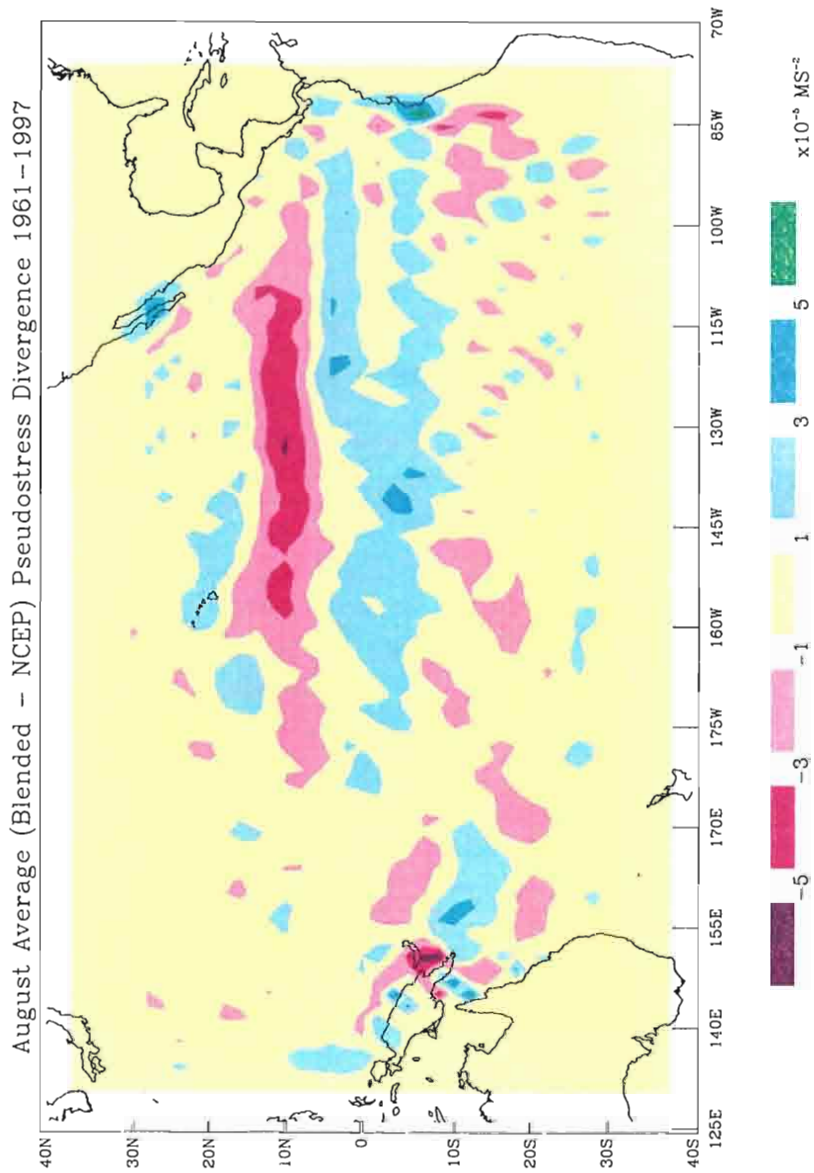 August Average (Blended – NCEP) Pseudostress Divergence 1961–1997
40N
30N
20N
10N
0
10S
20S
30S
40S
125E
140E
155E
170E
175W
160W
145W
130W
115W
100W
85W
70W
-5
-3
-1
1
3
5
x10⁻⁵ MS⁻²